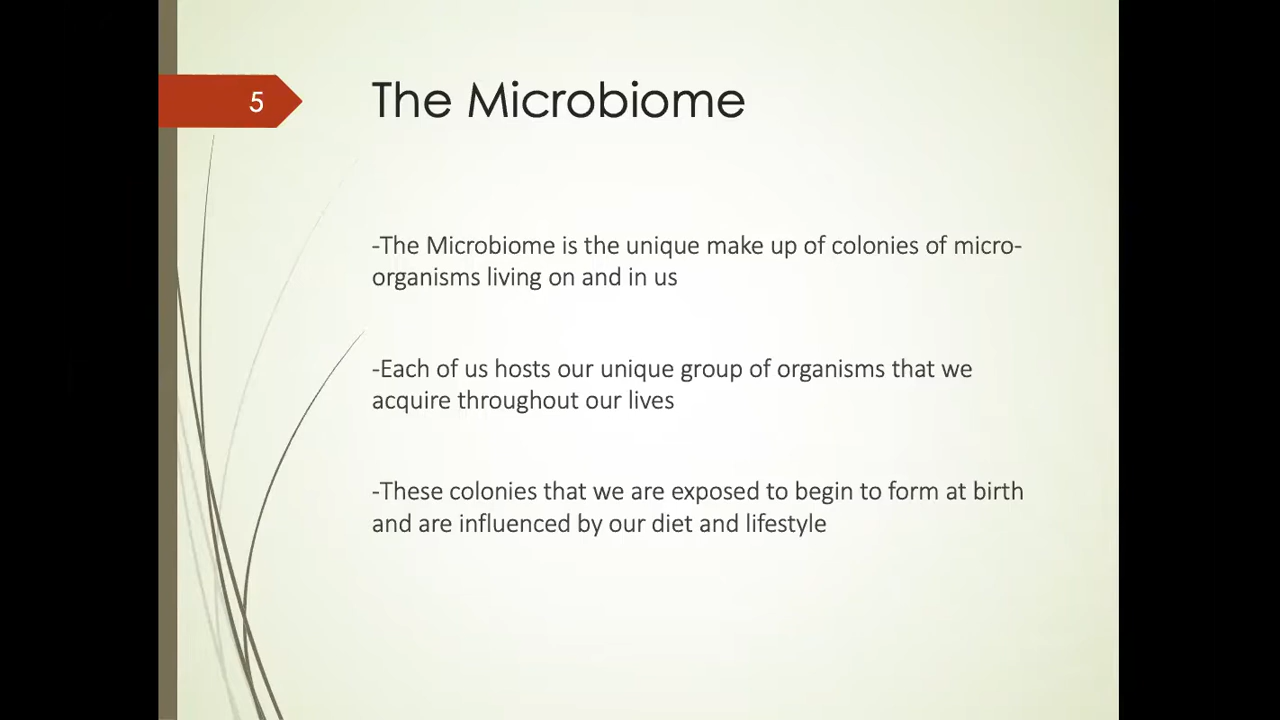 5
The Microbiome
-The Microbiome is the unique make up of colonies of micro-
organisms living on and in us
-Each of us hosts our unique group of organisms that we
acquire throughout our lives
-These colonies that we are exposed to begin to form at birth
and are influenced by our diet and lifestyle